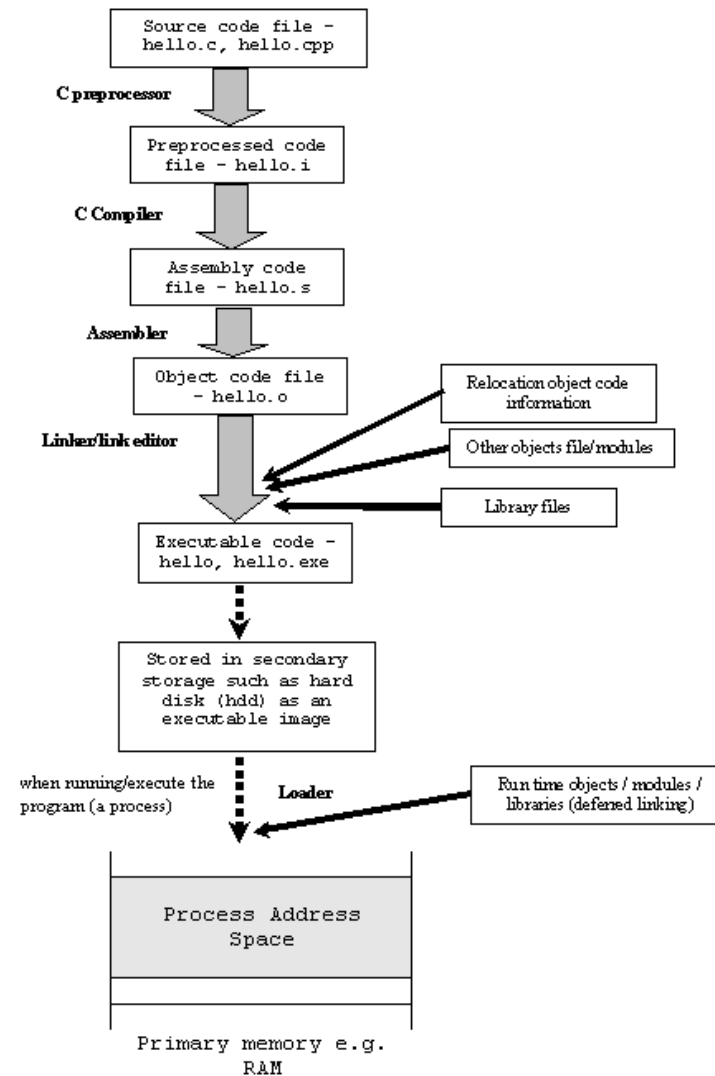 Source code file -
hello.c, hello.cpp
C preprocessor
Preprocessed code
file - hello.i
C Compiler
Assembly code
file - hello.s
Assembler
Object code file
- hello.o
Relocation object code
information
Linker/link editor
Other objects file/modules
Library files
Executable code -
hello, hello.exe
Stored in secondary
storage such as hard
disk (hdd) as an
executable image
when running/execute the
program (a process)
Loader
Run time objects / modules /
libraries (deferred linking)
Process Address
Space
Primary memory e.g.
RAM